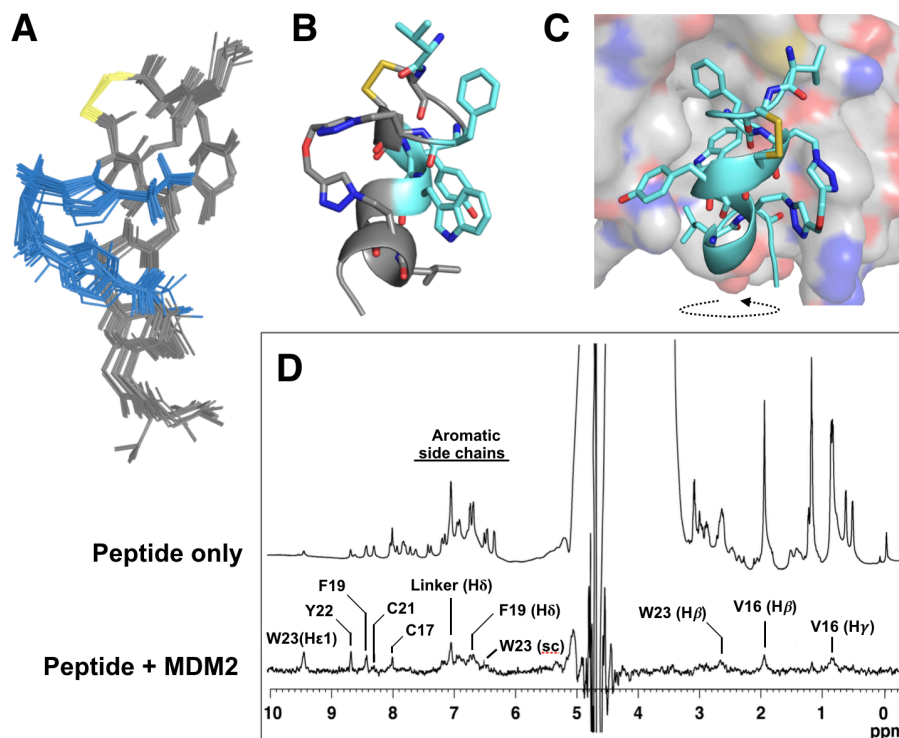 A
B
C
D
Aromatic
side chains
Peptide only
F19
Linker (Hδ)
Y22
C21
F19 (Hδ)
W23(Hε1)
C17
W23 (sc)
W23 (Hβ)
V16 (Hβ)
V16 (Hγ)
Peptide + MDM2
10 9 8 7 6 5 4 3 2 1 0
ppm